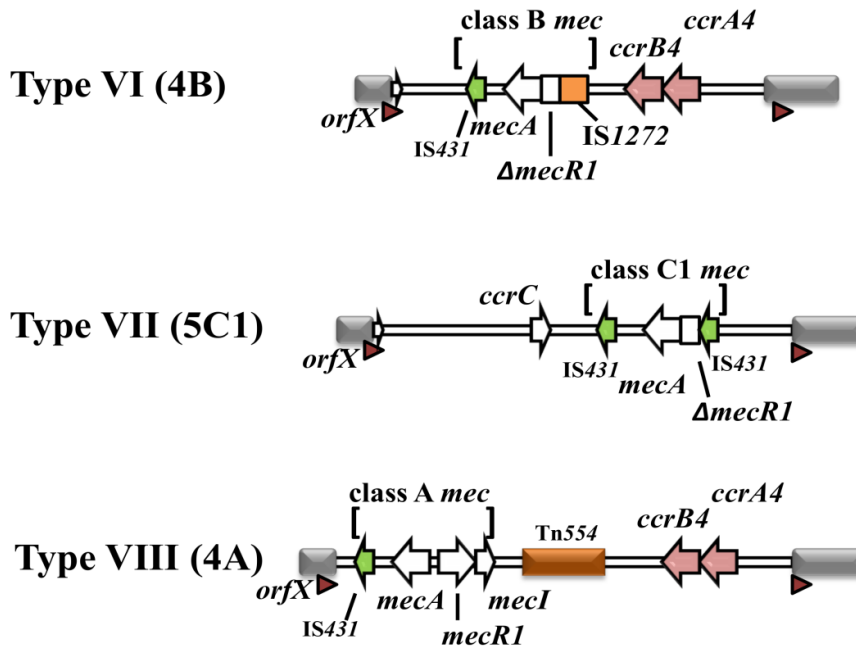 class B mec
ccrA4
ccrB4
[ ]
Type VI (4B)
orfX
IS431
mecA
IS1272
ΔmecR1
class C1 mec
[ ]
ccrC
Type VII (5C1)
orfX
IS431
mecA
IS431
ΔmecR1
class A mec
[ ]
ccrA4
ccrB4
Tn554
Type VIII (4A)
orfX
IS431
mecA
mecR1
mecI